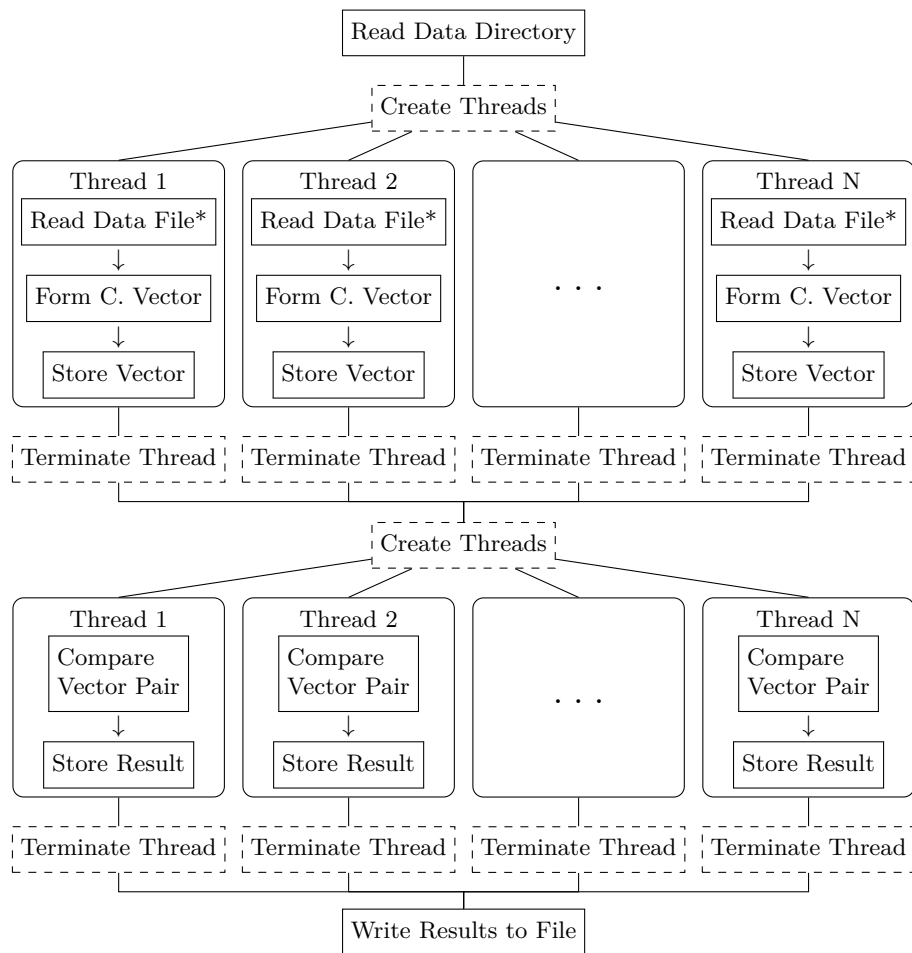 Read Data Directory
Create Threads
Thread 1
Read Data File*
↓
Form C. Vector
↓
Store Vector
Thread 2
Read Data File*
↓
Form C. Vector
↓
Store Vector
. . .
Thread N
Read Data File*
↓
Form C. Vector
↓
Store Vector
Terminate Thread
Terminate Thread
Terminate Thread
Terminate Thread
Create Threads
Thread 1
Compare
Vector Pair
↓
Store Result
Thread 2
Compare
Vector Pair
↓
Store Result
. . .
Thread N
Compare
Vector Pair
↓
Store Result
Terminate Thread
Terminate Thread
Terminate Thread
Terminate Thread
Write Results to File